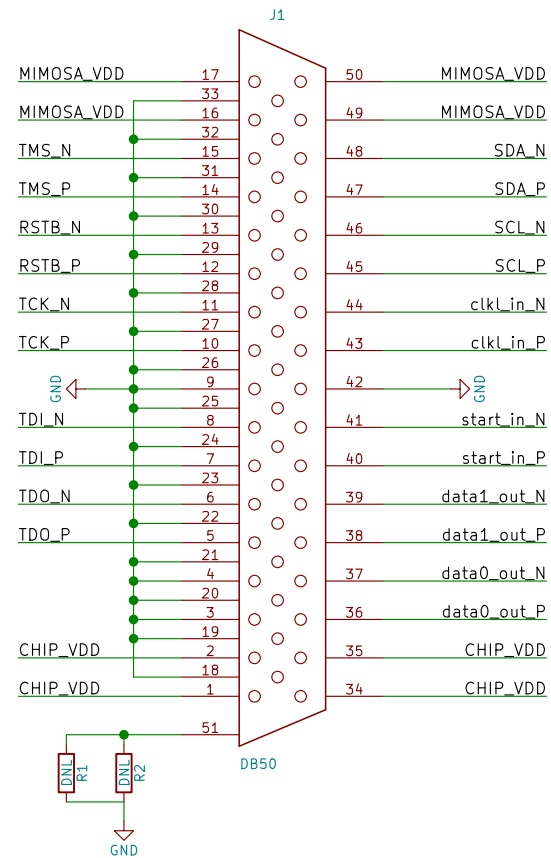 J1
MIMOSA_VDD 17 50 MIMOSA_VDD
33
MIMOSA_VDD 16 49 MIMOSA_VDD
32
TMS_N 15 48 SDA_N
31
TMS_P 14 47 SDA_P
30
RSTB_N 13 46 SCL_N
29
RSTB_P 12 45 SCL_P
28
TCK_N 11 44 clkl_in_N
27
TCK_P 10 43 clkl_in_P
26
GND 9 42 GND
25
TDI_N 8 41 start_in_N
24
TDI_P 7 40 start_in_P
23
TDO_N 6 39 data1_out_N
22
TDO_P 5 38 data1_out_P
21
4 37 data0_out_N
20
3 36 data0_out_P
19
CHIP_VDD 2 35 CHIP_VDD
18
CHIP_VDD 1 34 CHIP_VDD
51
DB50
DNL R1 DNL R2
GND